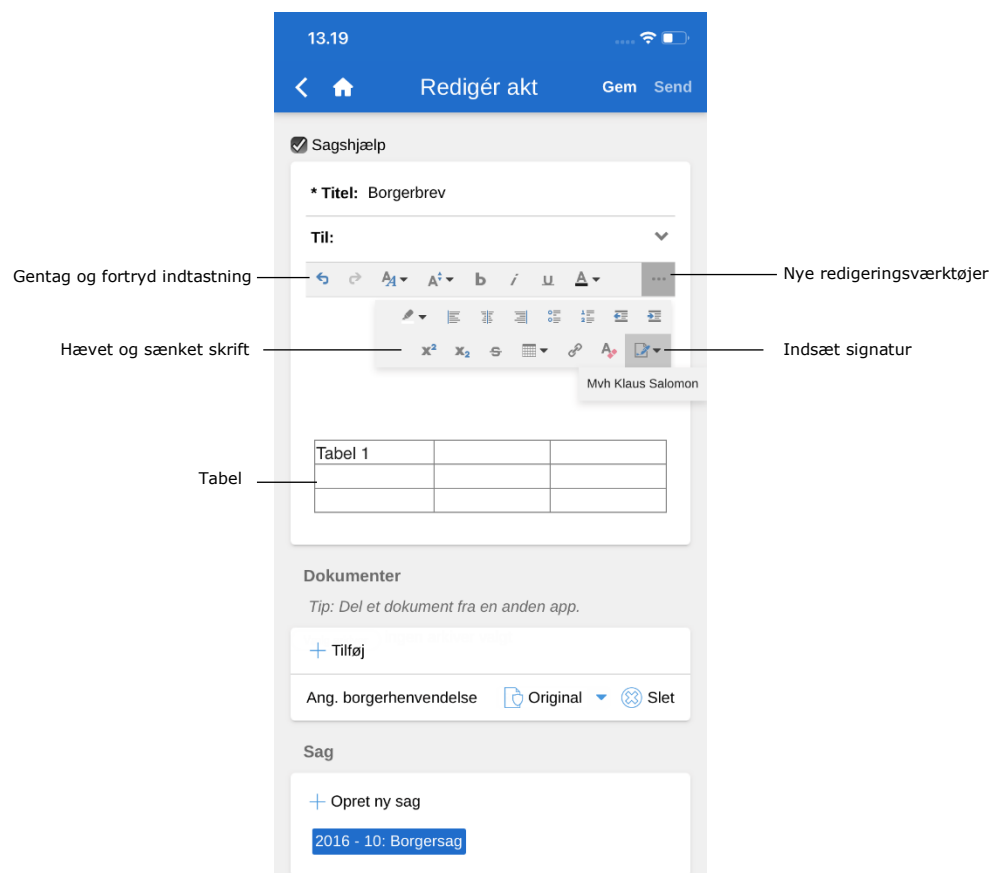 13.19
Redigér akt
Gem Send
Sagshjælp
* Titel: Borgerbrev
Til:
Gentag og fortryd indtastning
Nye redigeringsværktøjer
Hævet og sænket skrift
Indsæt signatur
Mvh Klaus Salomon
Tabel 1
Tabel
Dokumenter
Tip: Del et dokument fra en anden app.
Tilføj
Ang. borgerhenvendelse Original Slet
Sag
Opret ny sag
2016 - 10: Borgersag